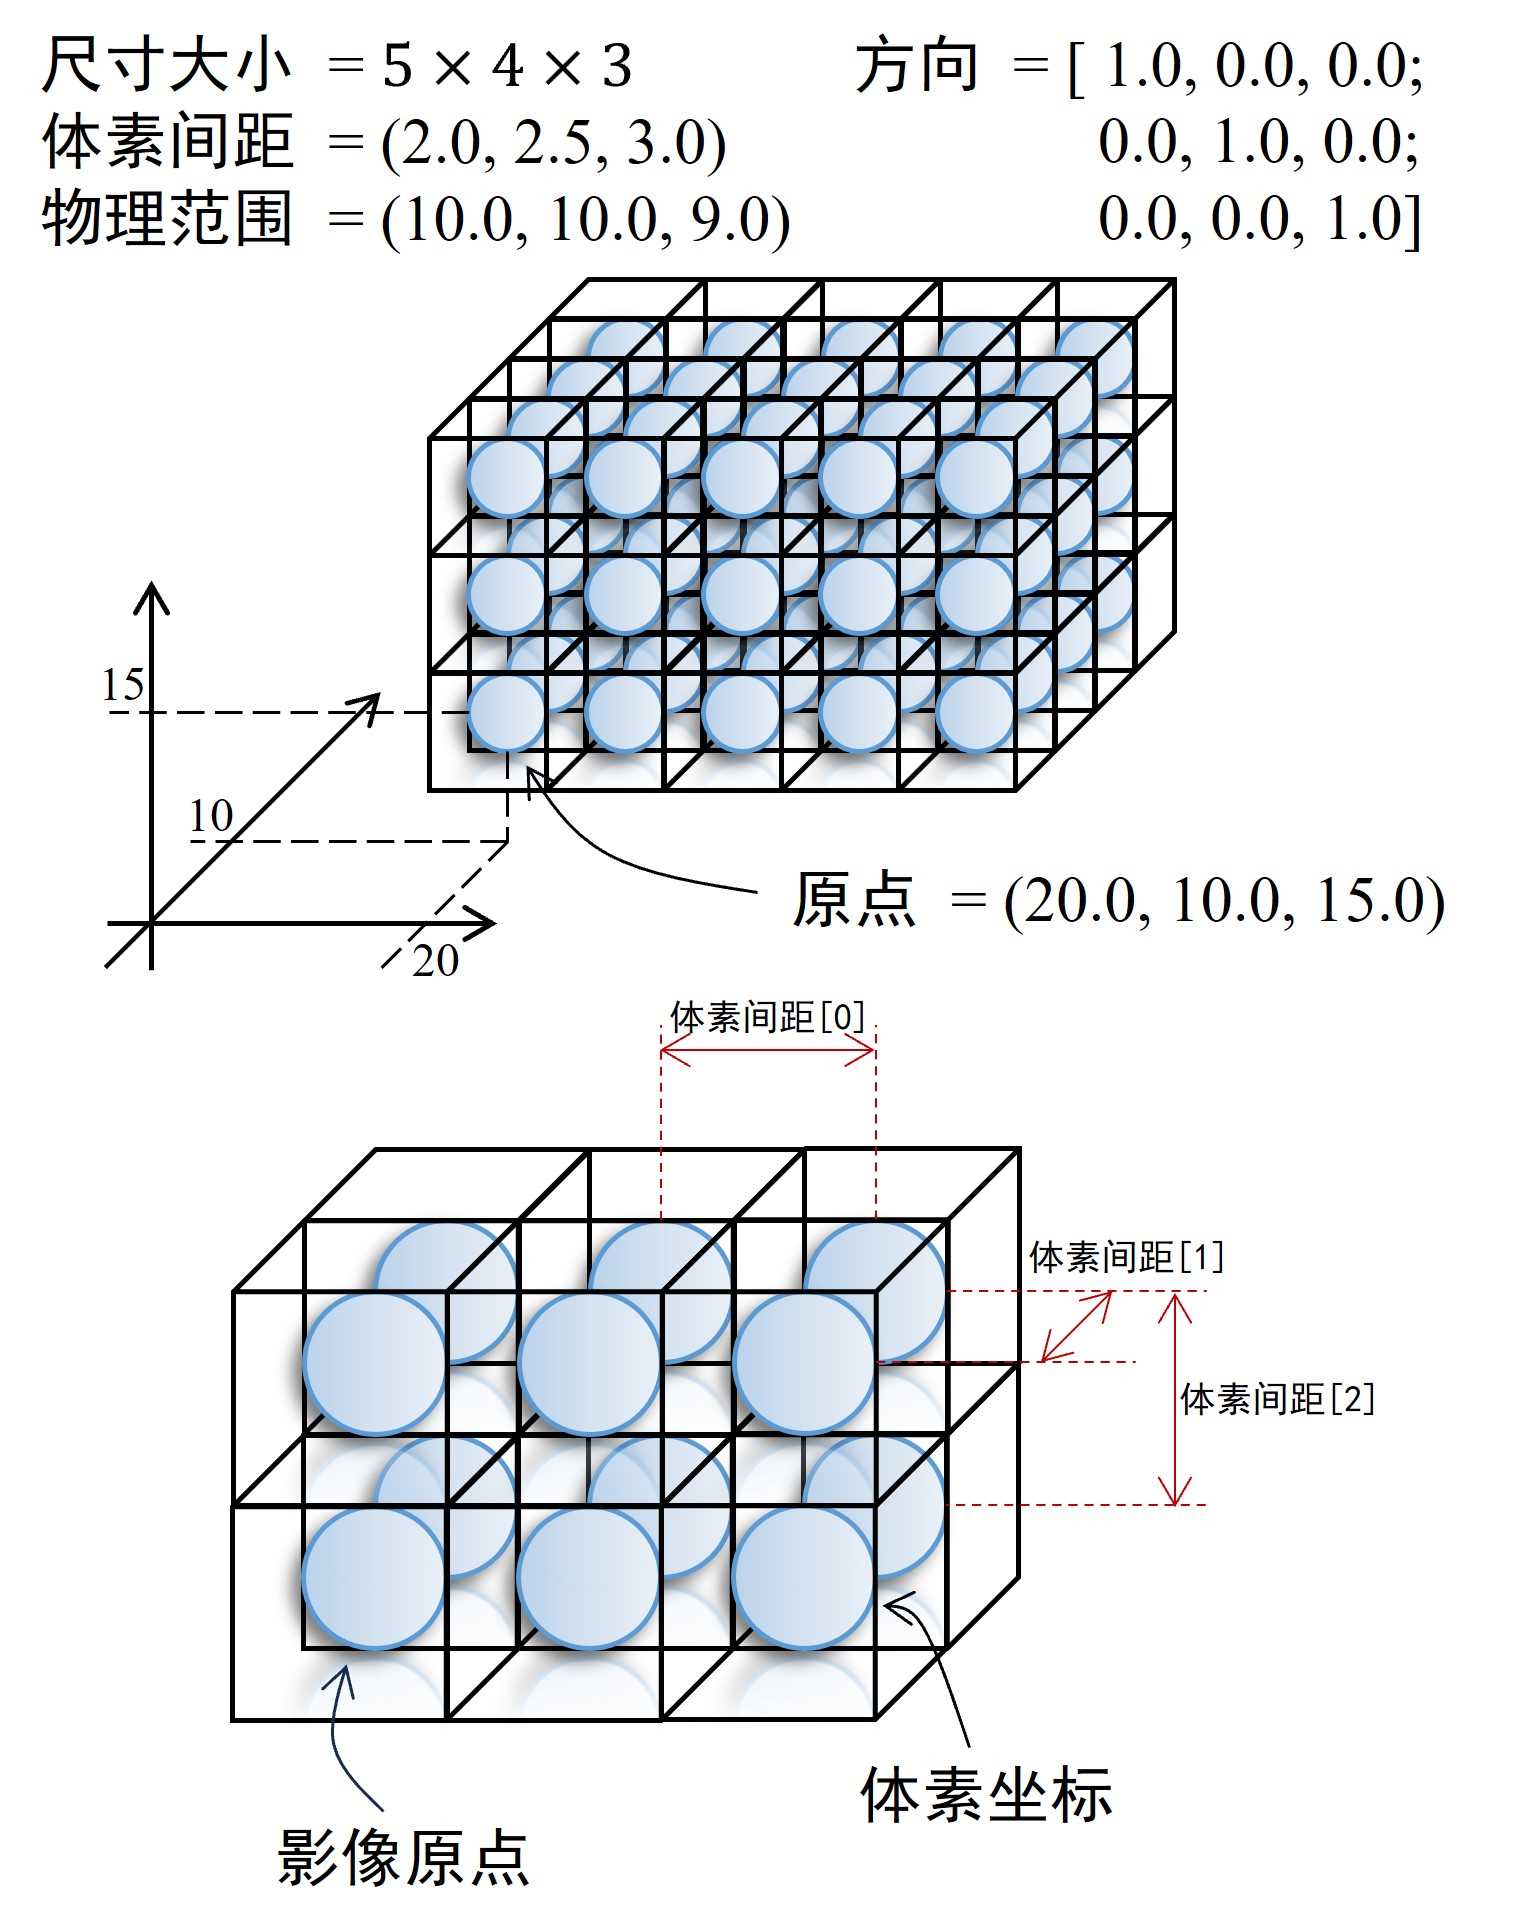 尺寸大小 = 5 × 4 × 3
体素间距 = (2.0, 2.5, 3.0)
物理范围 = (10.0, 10.0, 9.0)
方向 = [ 1.0, 0.0, 0.0;
0.0, 1.0, 0.0;
0.0, 0.0, 1.0]
15
10
20
原点 = (20.0, 10.0, 15.0)
体素间距[0]
体素间距[1]
体素间距[2]
体素坐标
影像原点